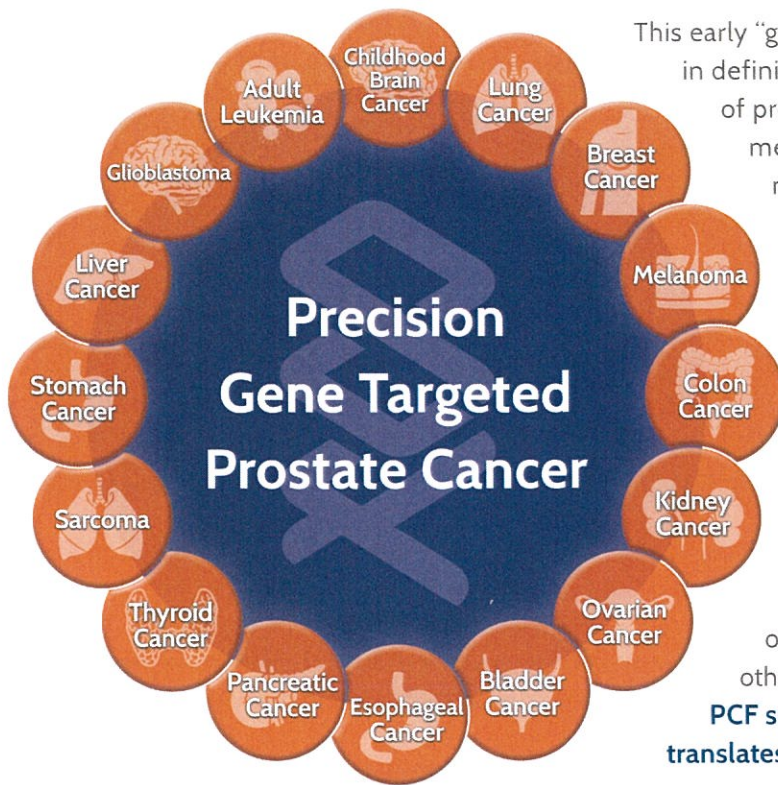 This early “g
in defini
of pr
me
r
Childhood
Brain
Cancer
Adult
Leukemia
Lung
Cancer
Glioblastoma
Breast
Cancer
Liver
Cancer
Melanoma
Stomach
Cancer
Colon
Cancer
Sarcoma
Kidney
Cancer
Thyroid
Cancer
Ovarian
Cancer
Pancreatic
Cancer
Esophageal
Cancer
Bladder
Cancer
Precision
Gene Targeted
Prostate Cancer
o
oth
PCF s
translates